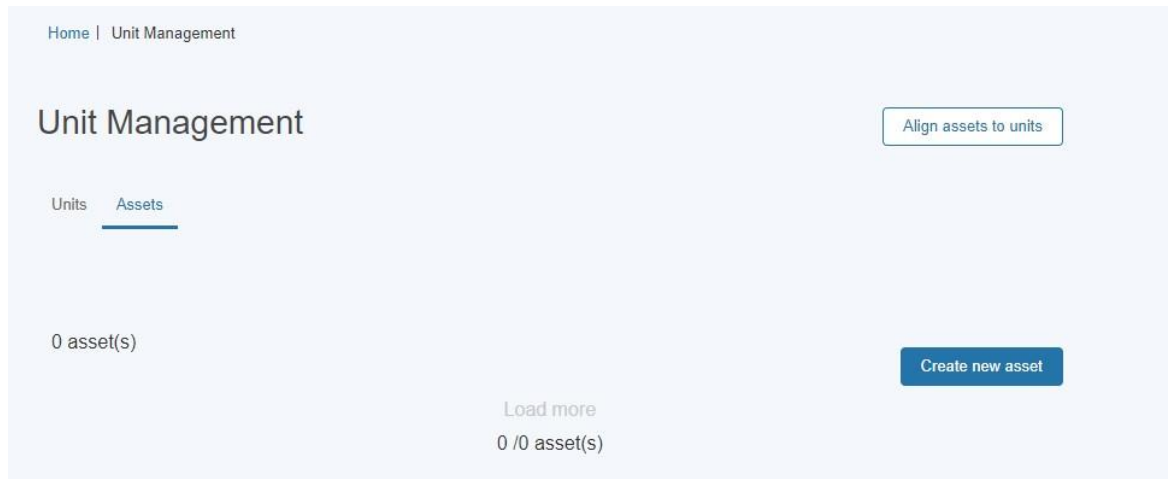 Home | Unit Management
Unit Management
Align assets to units
Units Assets
0 asset(s)
Create new asset
Load more
0 /0 asset(s)